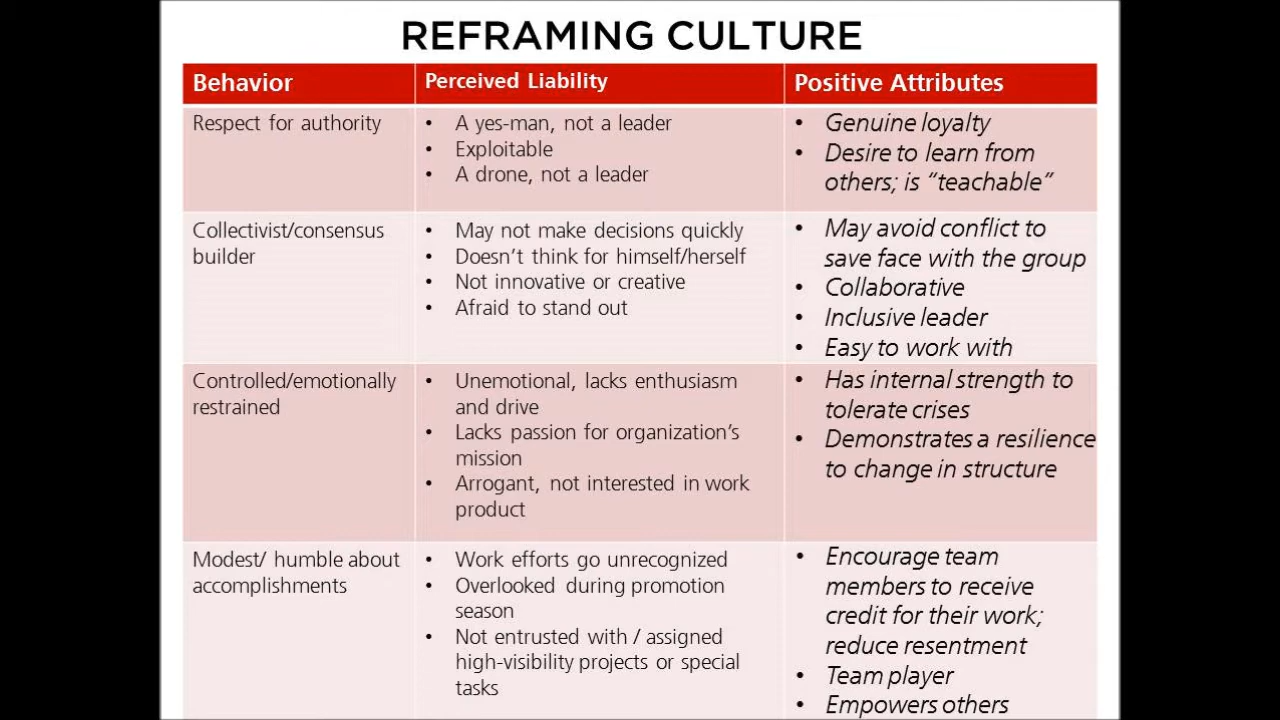 REFRAMING CULTURE
Behavior
Perceived Liability
Positive Attributes
Respect for authority
• A yes-man, not a leader
• Exploitable
• A drone, not a leader
• Genuine loyalty
• Desire to learn from
others; is “teachable”
Collectivist/consensus
builder
• May not make decisions quickly
• Doesn’t think for himself/herself
• Not innovative or creative
• Afraid to stand out
• May avoid conflict to
save face with the group
• Collaborative
• Inclusive leader
• Easy to work with
Controlled/emotionally
restrained
• Unemotional, lacks enthusiasm
and drive
• Lacks passion for organization’s
mission
• Arrogant, not interested in work
product
• Has internal strength to
tolerate crises
• Demonstrates a resilience
to change in structure
Modest/ humble about
accomplishments
• Work efforts go unrecognized
• Overlooked during promotion
season
• Not entrusted with / assigned
high-visibility projects or special
tasks
• Encourage team
members to receive
credit for their work;
reduce resentment
• Team player
• Empowers others